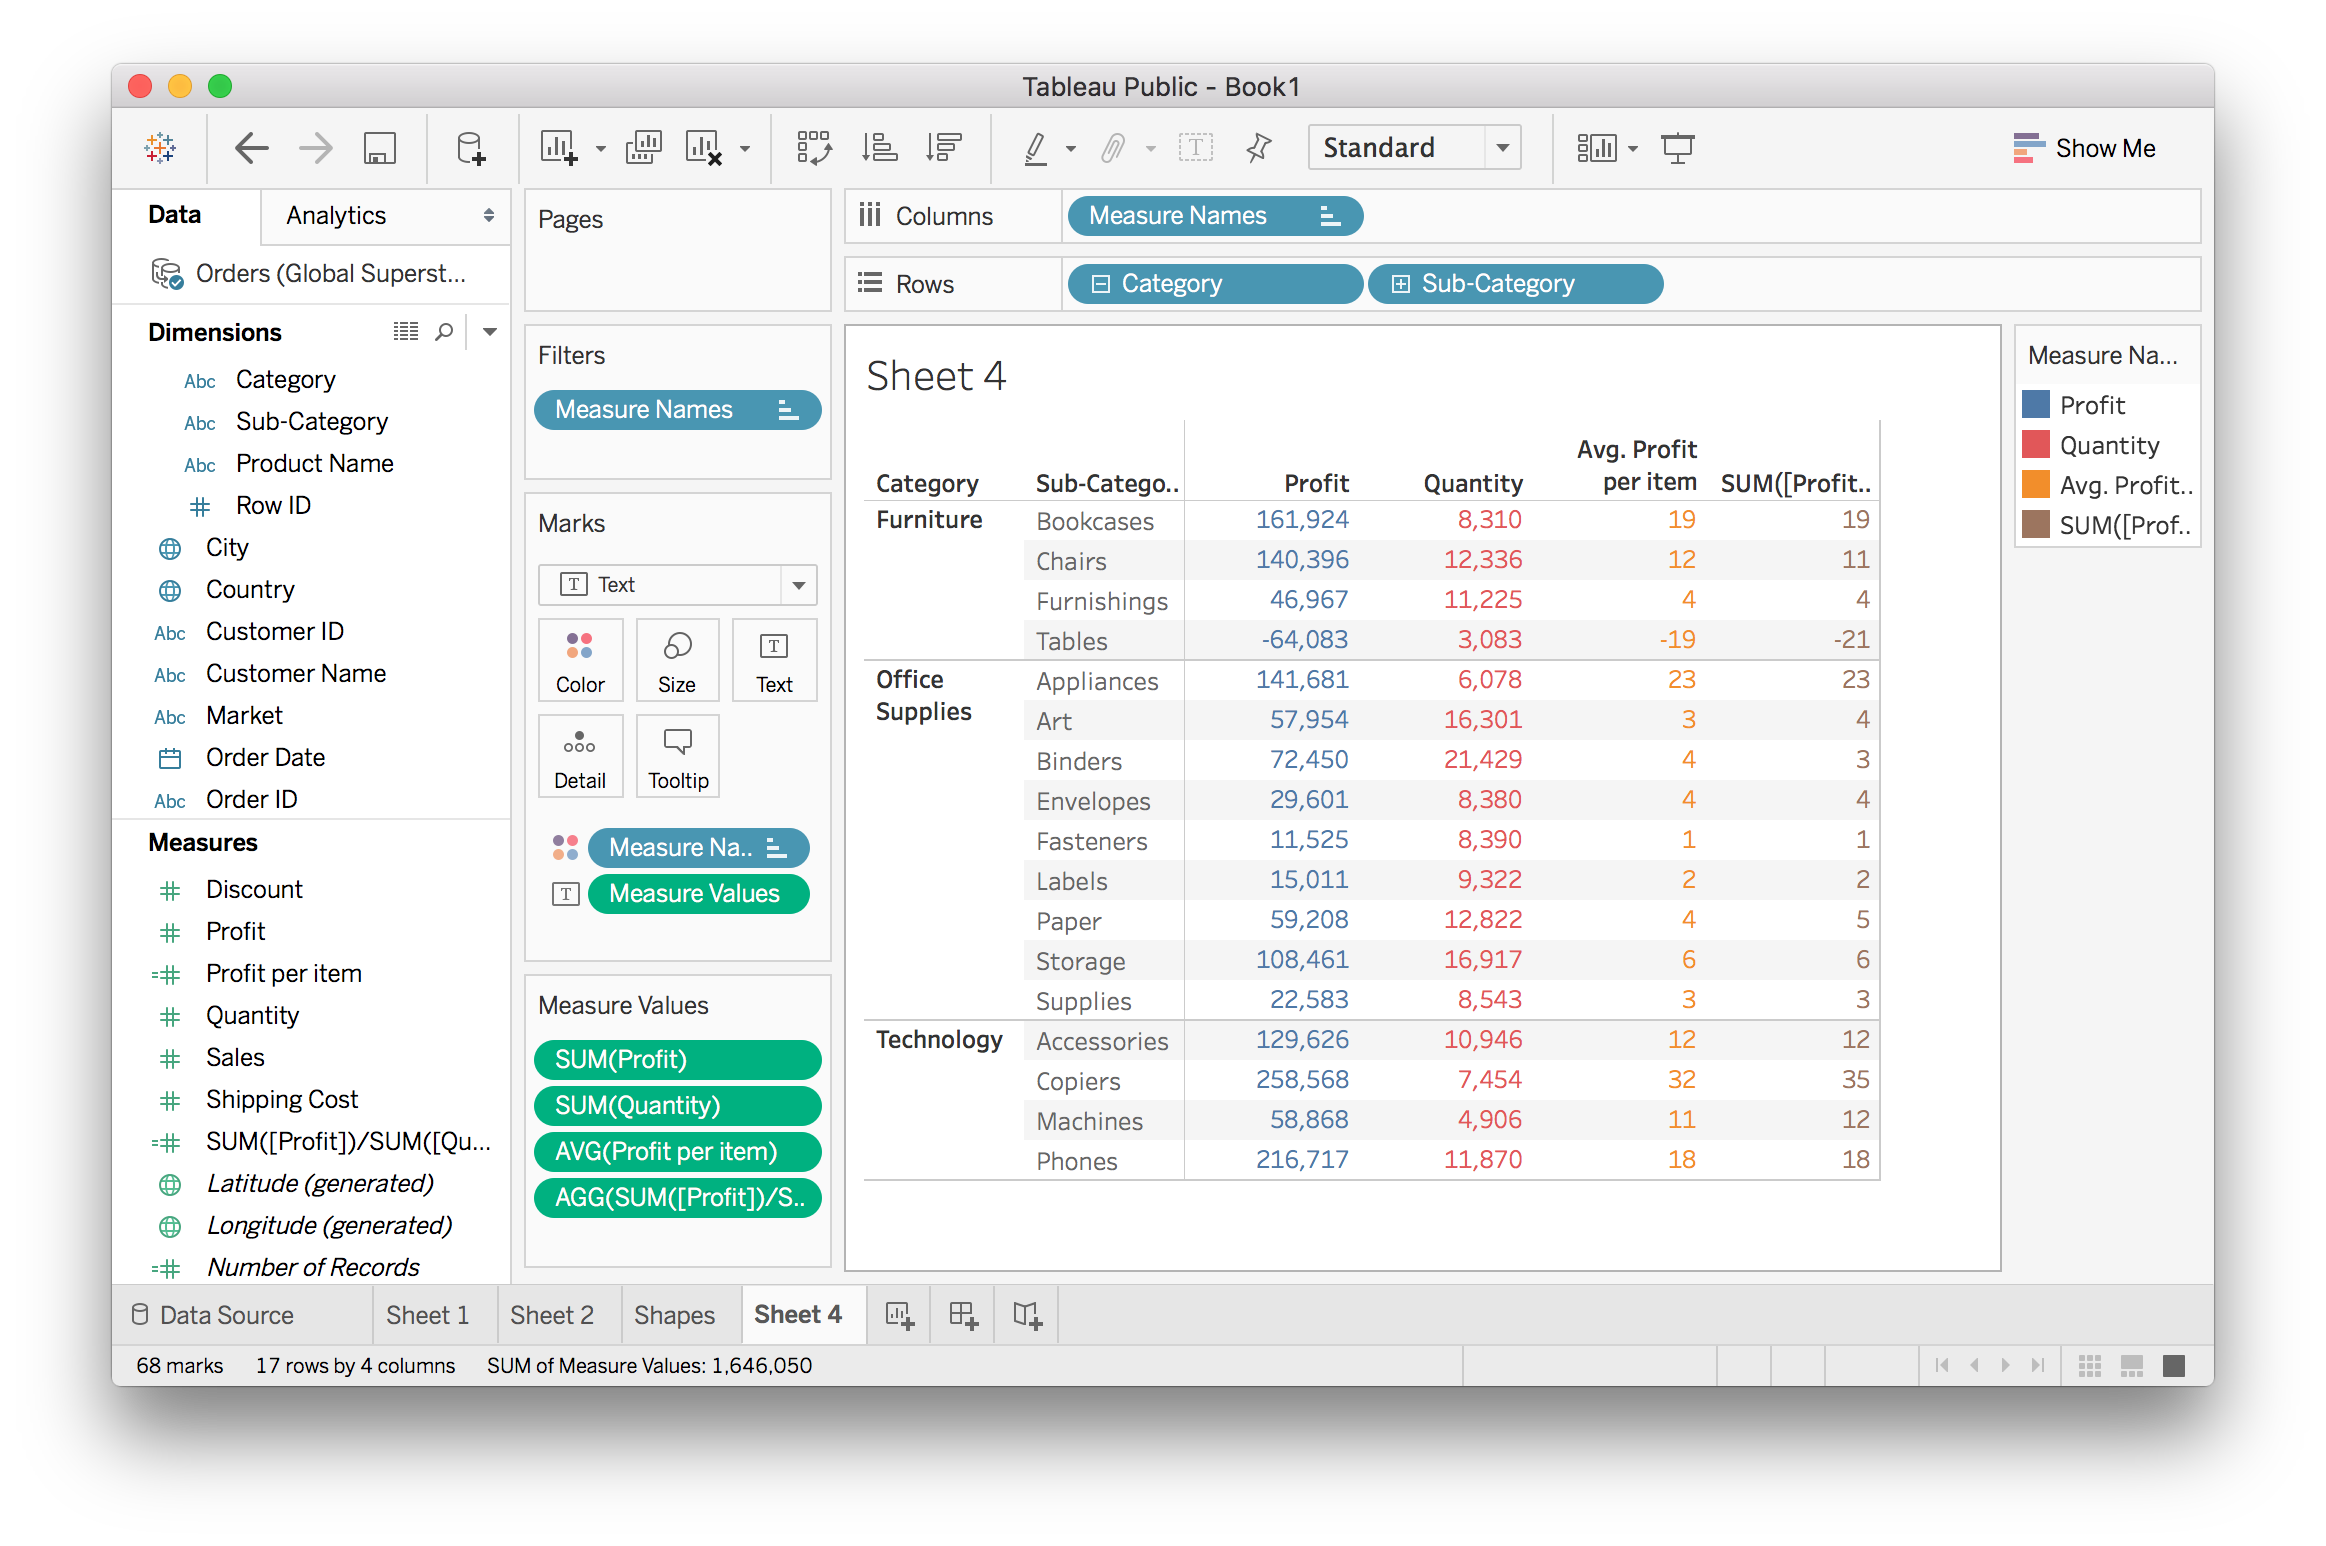 Tableau Public - Book1
Standard
Show Me
Data
Analytics
Orders (Global Superst...
Dimensions
Abc Category
Abc Sub-Category
Abc Product Name
Row ID
City
Country
Abc Customer ID
Abc Customer Name
Abc Market
Order Date
Abc Order ID
Measures
Discount
Profit
Profit per item
Quantity
Sales
Shipping Cost
SUM([Profit])/SUM([Qu...
Latitude (generated)
Longitude (generated)
Number of Records
Pages
Filters
Measure Names
Marks
T Text
Color
Size
T Text
Detail
Tooltip
Measure Na..
T Measure Values
Measure Values
SUM(Profit)
SUM(Quantity)
AVG(Profit per item)
AGG(SUM([Profit])/S..
Columns
Measure Names
Rows
Category
Sub-Category
Sheet 4
Category Sub-Catego.. Profit Quantity Avg. Profit
per item SUM([Profit..
Furniture Bookcases 161,924 8,310 19 19
Chairs 140,396 12,336 12 11
Furnishings 46,967 11,225 4 4
Tables -64,083 3,083 -19 -21
Office
Supplies
Appliances 141,681 6,078 23 23
Art 57,954 16,301 3 4
Binders 72,450 21,429 4 3
Envelopes 29,601 8,380 4 4
Fasteners 11,525 8,390 1 1
Labels 15,011 9,322 2 2
Paper 59,208 12,822 4 5
Storage 108,461 16,917 6 6
Supplies 22,583 8,543 3 3
Technology Accessories 129,626 10,946 12 12
Copiers 258,568 7,454 32 35
Machines 58,868 4,906 11 12
Phones 216,717 11,870 18 18
Measure Na...
Profit
Quantity
Avg. Profit..
SUM([Prof..
Data Source
Sheet 1
Sheet 2
Shapes
Sheet 4
68 marks
17 rows by 4 columns
SUM of Measure Values: 1,646,050